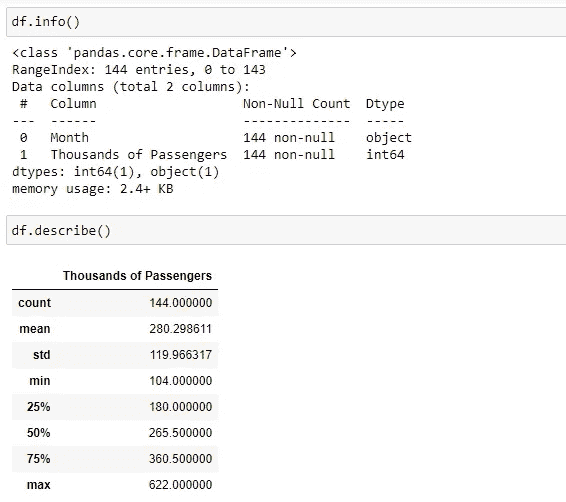 df.info()
<class 'pandas.core.frame.DataFrame'>
RangeIndex: 144 entries, 0 to 143
Data columns (total 2 columns):
 #   Column                   Non-Null Count  Dtype
---  ------                   --------------  -----
 0   Month                    144 non-null    object
 1   Thousands of Passengers  144 non-null    int64
dtypes: int64(1), object(1)
memory usage: 2.4+ KB
df.describe()
Thousands of Passengers
count 144.000000
mean 280.298611
std 119.966317
min 104.000000
25% 180.000000
50% 265.500000
75% 360.500000
max 622.000000